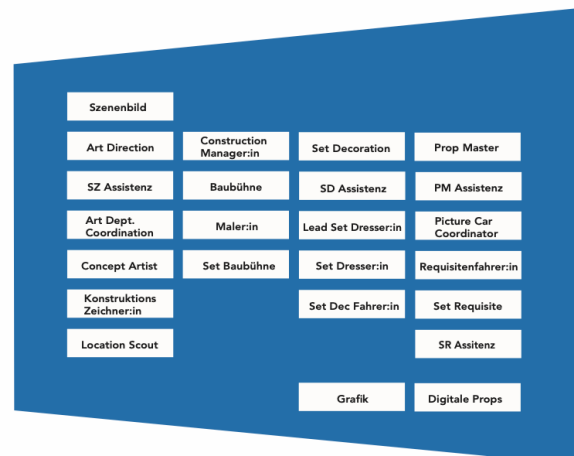 Szenenbild
Art Direction
Construction
Manager:in
Set Decoration
Prop Master
SZ Assistenz
Baubühne
SD Assistenz
PM Assistenz
Art Dept.
Coordination
Maler:in
Lead Set Dresser:in
Picture Car
Coordinator
Concept Artist
Set Baubühne
Set Dresser:in
Requisitenfahrer:in
Konstruktions
Zeichner:in
Set Dec Fahrer:in
Set Requisite
Location Scout
SR Assitenz
Grafik
Digitale Props